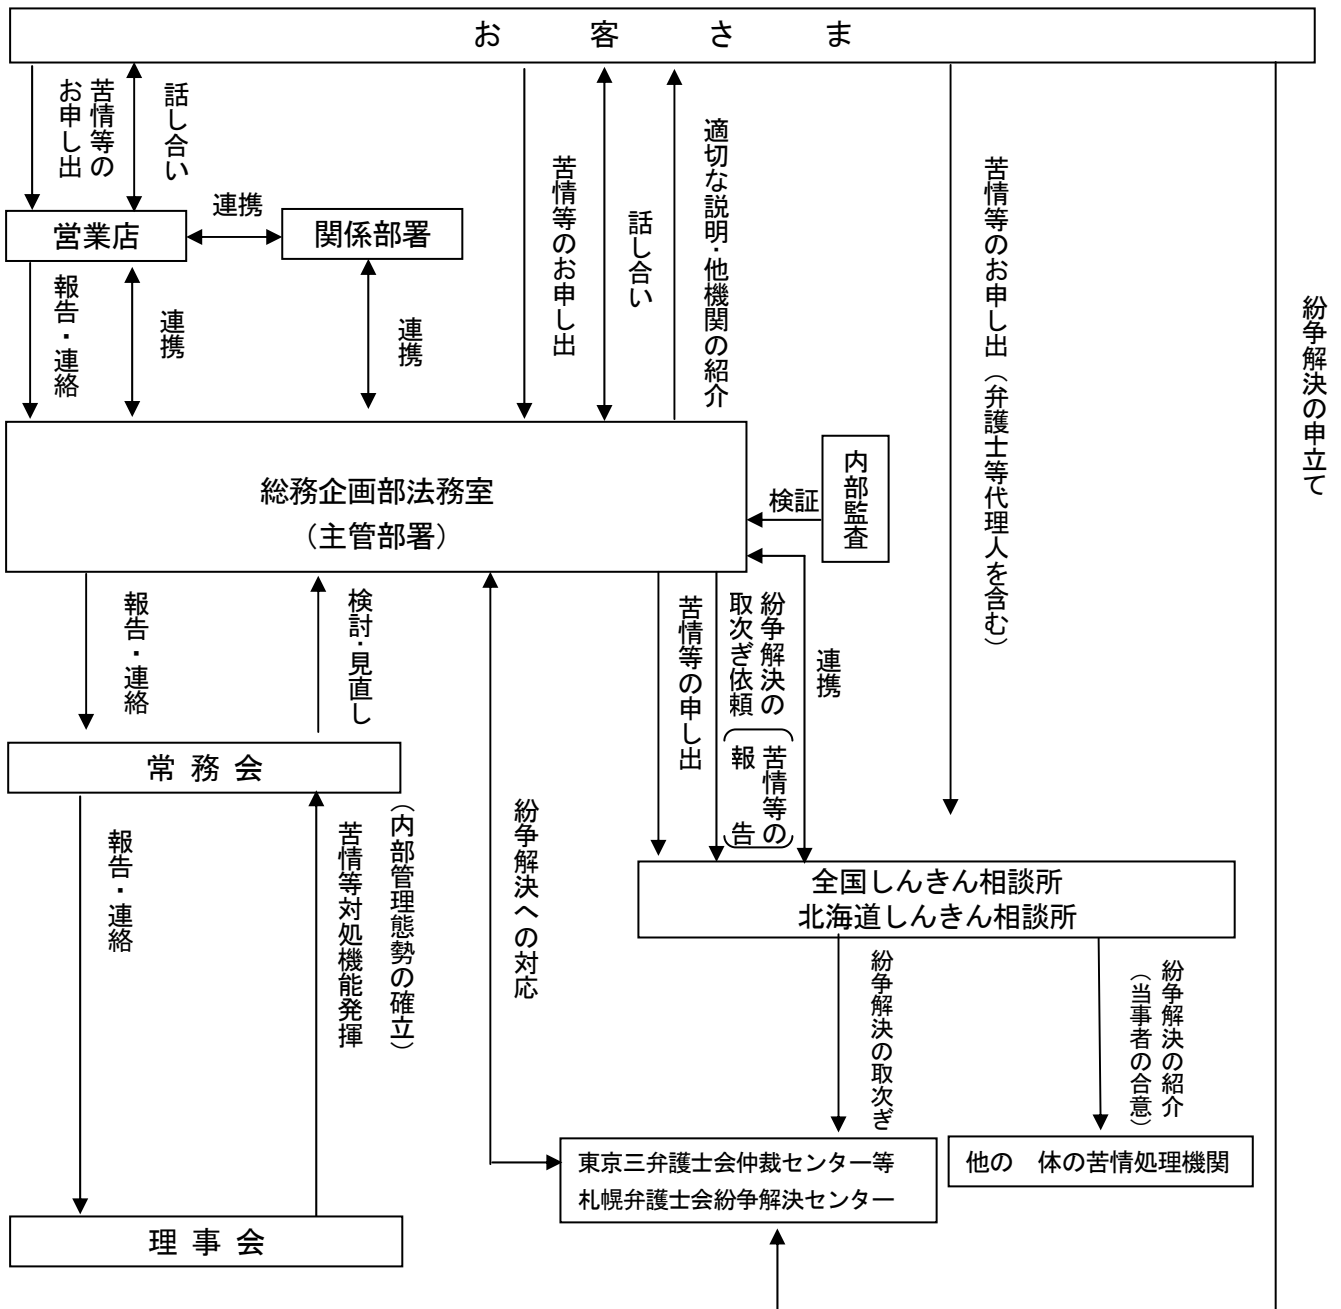 お客さま
苦情等の
お申し出
話し合い
苦情等のお申し出
話し合い
適切な説明・他機関の紹介
苦情等のお申し出（弁護士等代理人を含む）
紛争解決の申立て
営業店
連携
関係部署
報告・連絡
連携
連携
総務企画部法務室
（主管部署）
検証
内部監査
報告・連絡
検討・見直し
紛争解決への対応
苦情等の申し出
紛争解決の
取次ぎ依頼
苦情等の
報告
連携
常務会
報告・連絡
苦情等対処機能発揮
（内部管理態勢の確立）
全国しんきん相談所
北海道しんきん相談所
紛争解決の取次ぎ
紛争解決の紹介
（当事者の合意）
東京三弁護士会仲裁センター等
札幌弁護士会紛争解決センター
他の　体の苦情処理機関
理事会